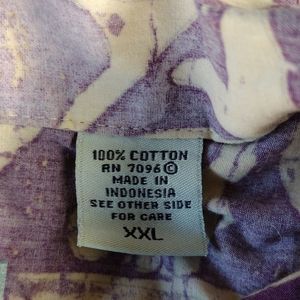 100% COTTON
RN 7096©
MADE IN
INDONESIA
SEE OTHER SIDE
FOR CARE
XXL